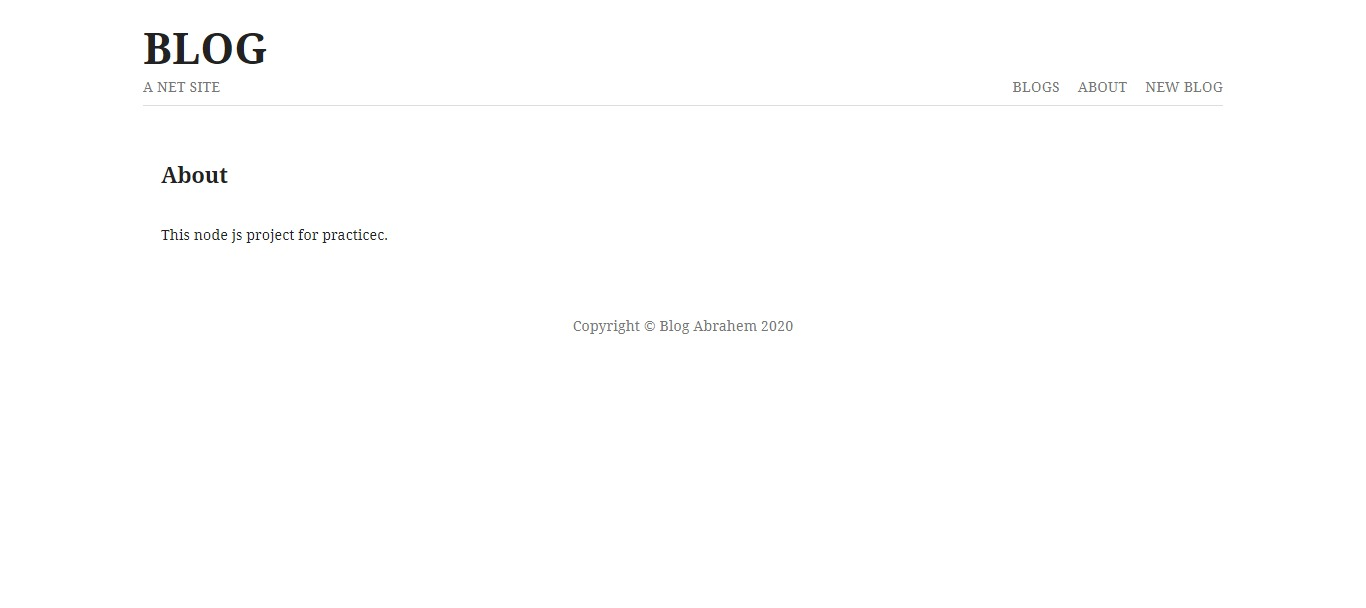 BLOG
A NET SITE
BLOGS ABOUT NEW BLOG
About
This node js project for practicec.
Copyright © Blog Abrahem 2020